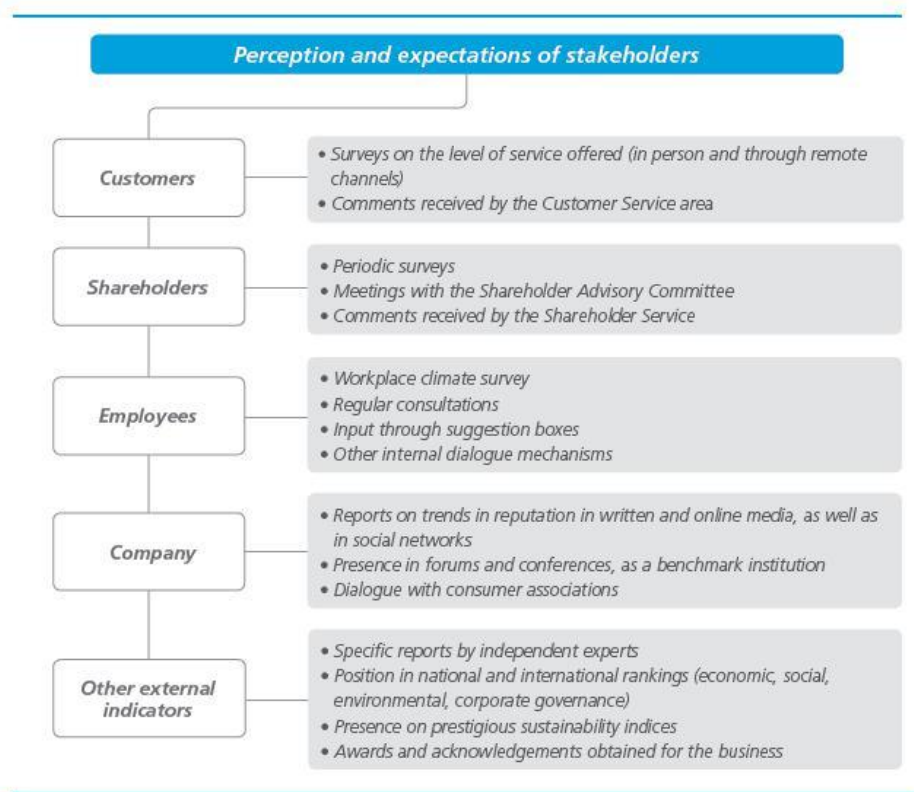 Perception and expectations of stakeholders
Customers
• Surveys on the level of service offered (in person and through remote
channels)
• Comments received by the Customer Service area
Shareholders
• Periodic surveys
• Meetings with the Shareholder Advisory Committee
• Comments received by the Shareholder Service
Employees
• Workplace climate survey
• Regular consultations
• Input through suggestion boxes
• Other internal dialogue mechanisms
Company
• Reports on trends in reputation in written and online media, as well as
in social networks
• Presence in forums and conferences, as a benchmark institution
• Dialogue with consumer associations
Other external
indicators
• Specific reports by independent experts
• Position in national and international rankings (economic, social,
environmental, corporate governance)
• Presence on prestigious sustainability indices
• Awards and acknowledgements obtained for the business